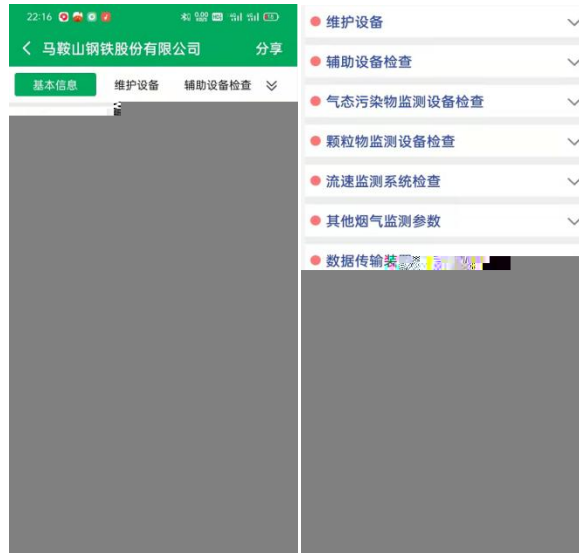 22:16
马鞍山钢铁股份有限公司 分享
基本信息 维护设备 辅助设备检查
维护设备
辅助设备检查
气态污染物监测设备检查
颗粒物监测设备检查
流速监测系统检查
其他烟气监测参数
数据传输装